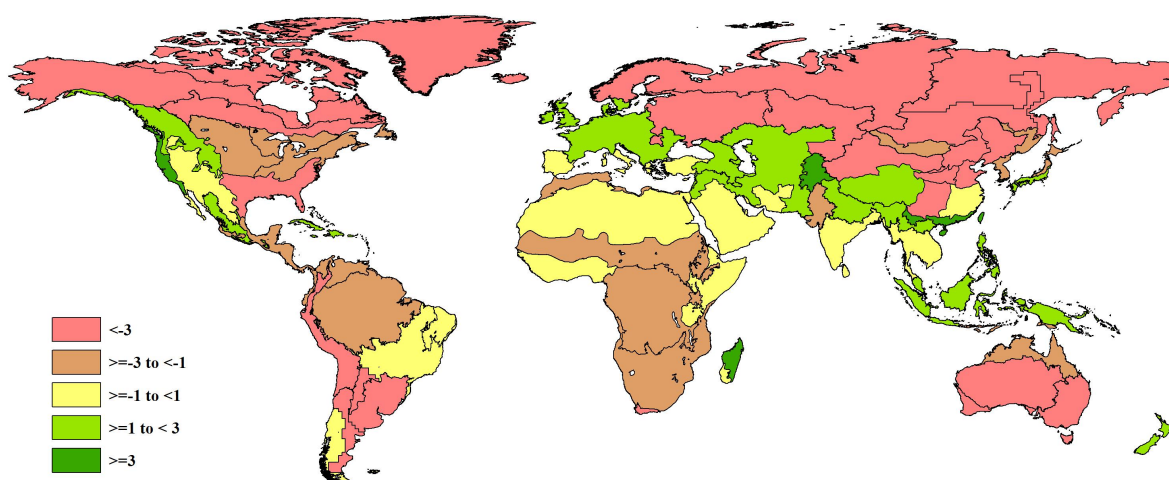 <-3
>=-3 to <-1
>=-1 to <1
>=1 to < 3
>=3